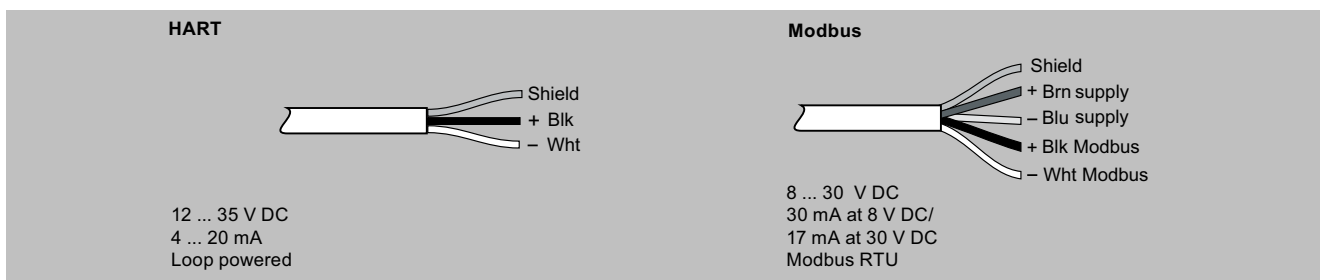 HART
Shield
+ Blk
– Wht
12 ... 35 V DC
4 ... 20 mA
Loop powered
Modbus
Shield
+ Brn supply
– Blu supply
+ Blk Modbus
– Wht Modbus
8 ... 30 V DC
30 mA at 8 V DC/
17 mA at 30 V DC
Modbus RTU